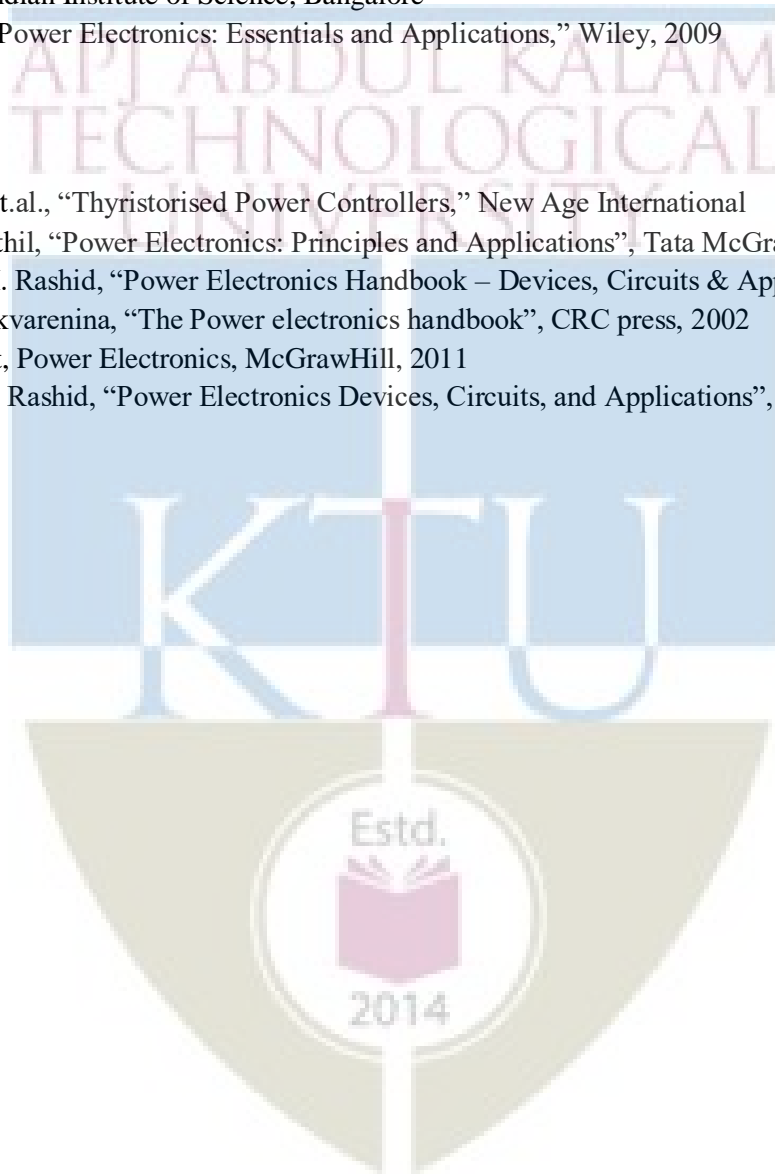 Indian Institute of Science, Bangalore
Power Electronics: Essentials and Applications,” Wiley, 2009
APJ ABDUL KALAM
TECHNOLOGICAL
UNIVERSITY
t.al., “Thyristorised Power Controllers,” New Age International
thil, “Power Electronics: Principles and Applications”, Tata McGra
. Rashid, “Power Electronics Handbook – Devices, Circuits & Ap
kvarenina, “The Power electronics handbook”, CRC press, 2002
, Power Electronics, McGrawHill, 2011
Rashid, “Power Electronics Devices, Circuits, and Applications”,
KTU
Estd.
2014